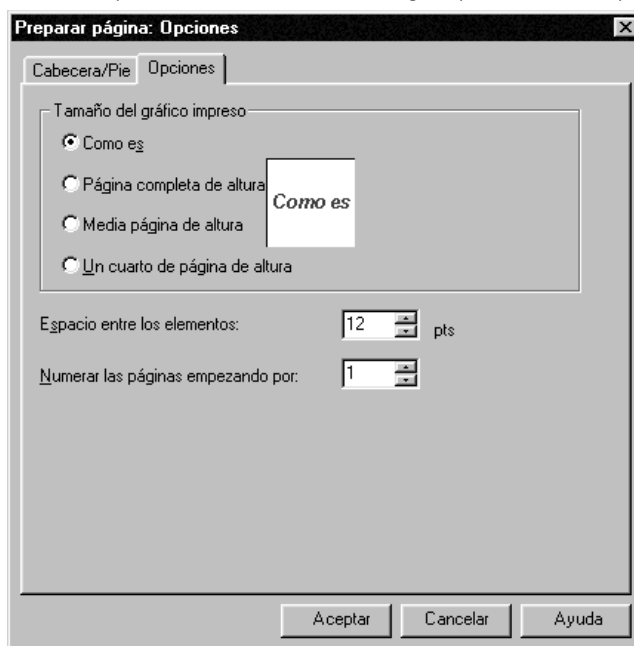 Preparar página: Opciones
Cabecera/Pie Opciones
Tamaño del gráfico impreso
Como es
Página completa de altura
Como es
Media página de altura
Un cuarto de página de altura
Espacio entre los elementos: 12 pts
Numerar las páginas empezando por: 1
Aceptar Cancelar Ayuda